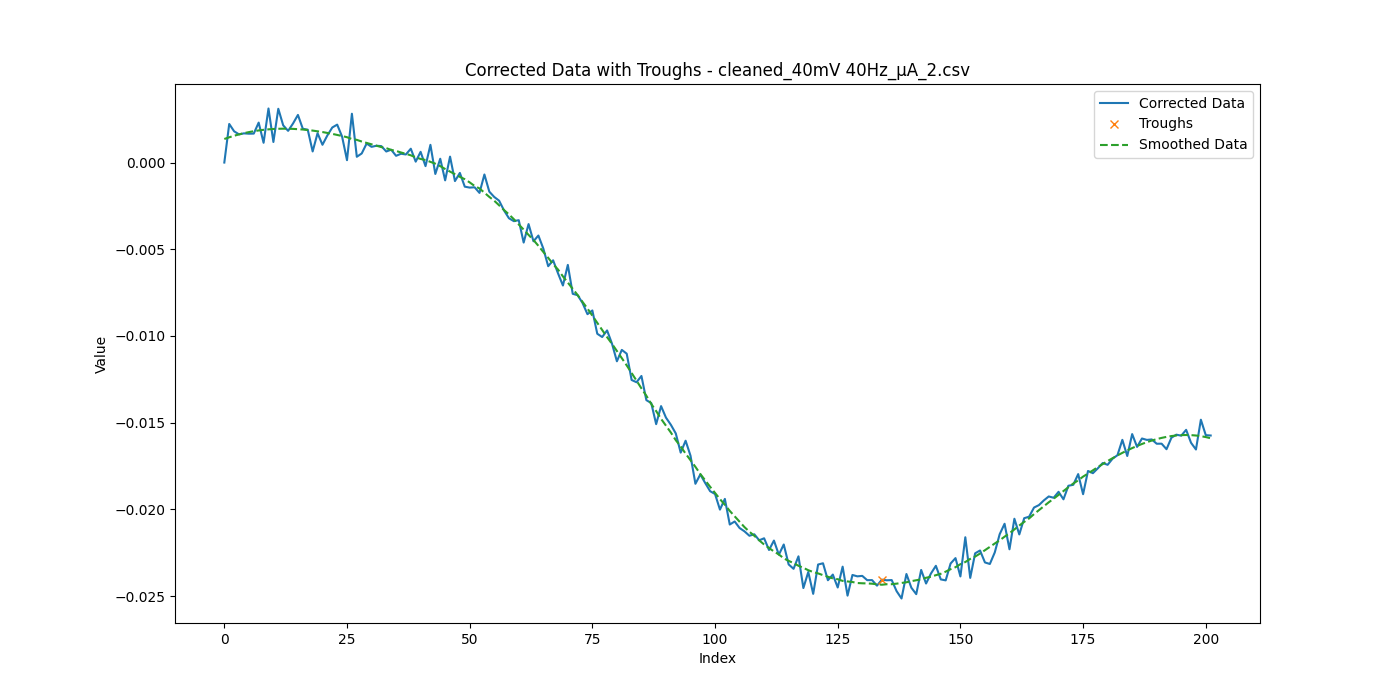 Corrected Data with Troughs - cleaned_40mV 40Hz_μA_2.csv
Corrected Data
Troughs
Smoothed Data
0.000
−0.005
−0.010
−0.015
−0.020
−0.025
Value
0 25 50 75 100 125 150 175 200
Index